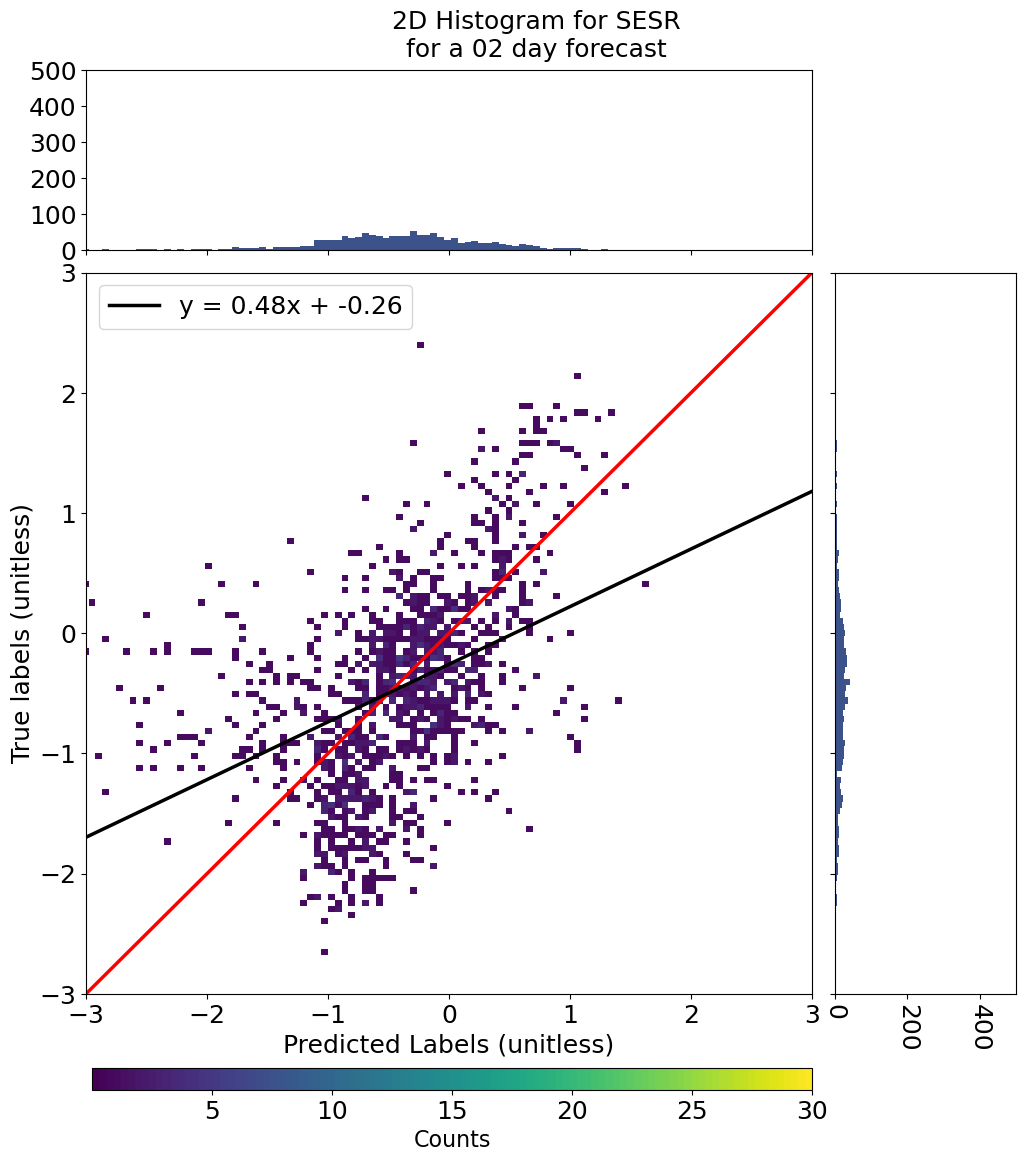 2D Histogram for SESR
for a 02 day forecast
500
400
300
200
100
0
3
2
1
0
−1
−2
−3
True labels (unitless)
y = 0.48x + -0.26
−3 −2 −1 0 1 2 3
Predicted Labels (unitless)
0 200 400
5 10 15 20 25 30
Counts